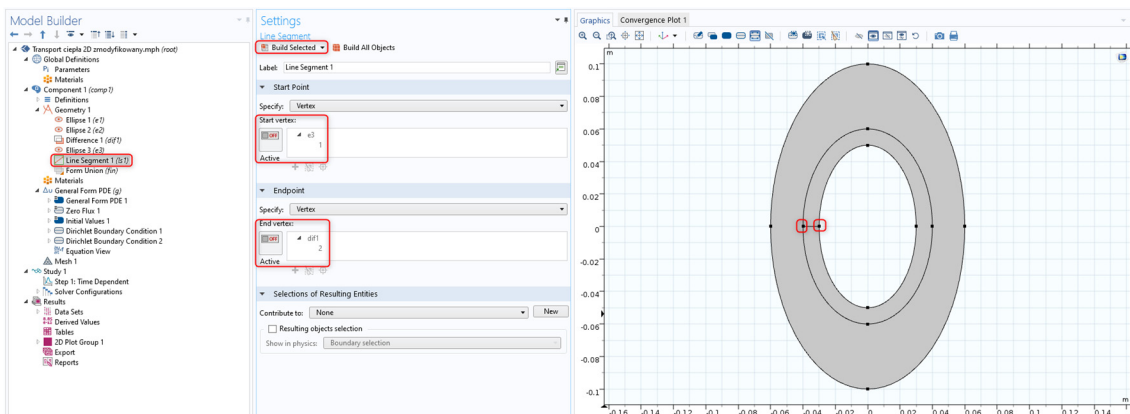 Model Builder
Transport ciepła 2D zmodyfikowany.mph (root)
Global Definitions
Pi Parameters
Materials
Component 1 (comp1)
Definitions
Geometry 1
Ellipse 1 (e1)
Ellipse 2 (e2)
Difference 1 (dif1)
Ellipse 3 (e3)
Line Segment 1 (ls1)
Form Union (fin)
Materials
Δu General Form PDE (g)
General Form PDE 1
Zero Flux 1
Initial Values 1
Dirichlet Boundary Condition 1
Dirichlet Boundary Condition 2
Equation View
Mesh 1
Study 1
Step 1: Time Dependent
Solver Configurations
Results
Data Sets
Derived Values
Tables
2D Plot Group 1
Export
Reports
Settings
Line Segment
Build Selected
Build All Objects
Label: Line Segment 1
Start Point
Specify: Vertex
Start vertex:
OFF
e3
1
Active
Endpoint
Specify: Vertex
End vertex:
OFF
dif1
2
Active
Selections of Resulting Entities
Contribute to: None
New
Resulting objects selection
Show in physics: Boundary selection
Graphics Convergence Plot 1
m
0.1
0.08
0.06
0.04
0.02
0
-0.02
-0.04
-0.06
-0.08
-0.1
m
-0.16 -0.14 -0.12 -0.1 -0.08 -0.06 -0.04 -0.02 0 0.02 0.04 0.06 0.08 0.1 0.12 0.14